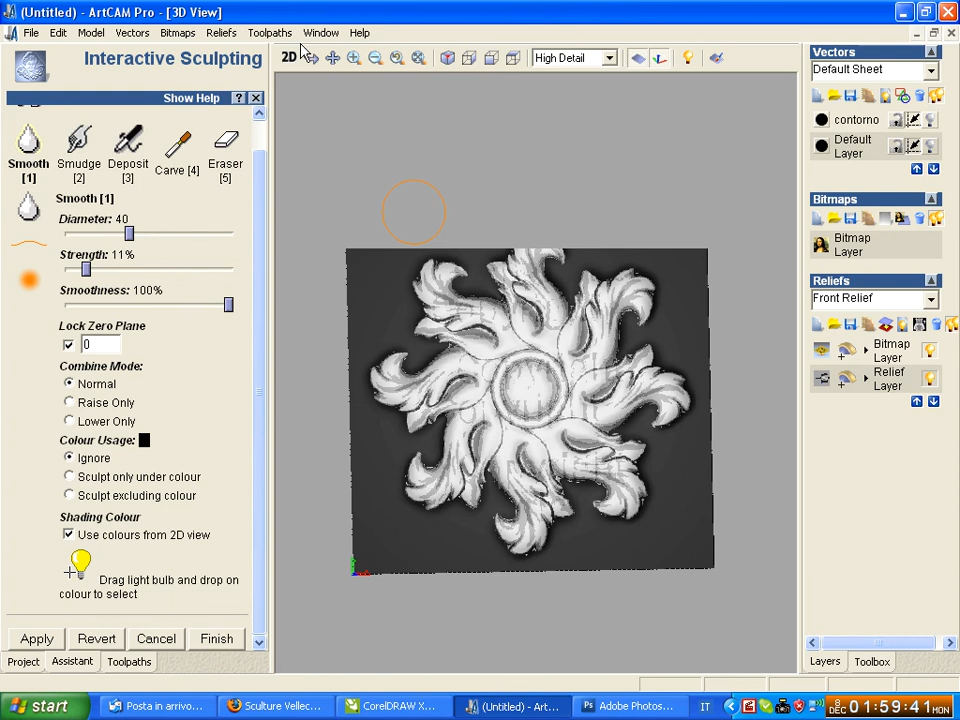 (Untitled) - ArtCAM Pro - [3D View]
File Edit Model Vectors Bitmaps Reliefs Toolpaths Window Help
Interactive Sculpting
Show Help ?
Smooth [1]
Smudge [2]
Deposit [3]
Carve [4]
Eraser [5]
Smooth [1]
Diameter: 40
Strength: 11%
Smoothness: 100%
Lock Zero Plane
0
Combine Mode:
Normal
Raise Only
Lower Only
Colour Usage:
Ignore
Sculpt only under colour
Sculpt excluding colour
Shading Colour
Use colours from 2D view
Drag light bulb and drop on
colour to select
Apply Revert Cancel Finish
Project Assistant Toolpaths
2D
High Detail
Vectors
Default Sheet
contorno
Default
Layer
Bitmaps
Bitmap
Layer
Reliefs
Front Relief
Bitmap
Layer
Relief
Layer
Layers Toolbox
start
Posta in arrivo...
Sculture Vellec...
CorelDRAW X...
(Untitled) - Art...
Adobe Photos...
IT
8 DEC 01:59:41 MON